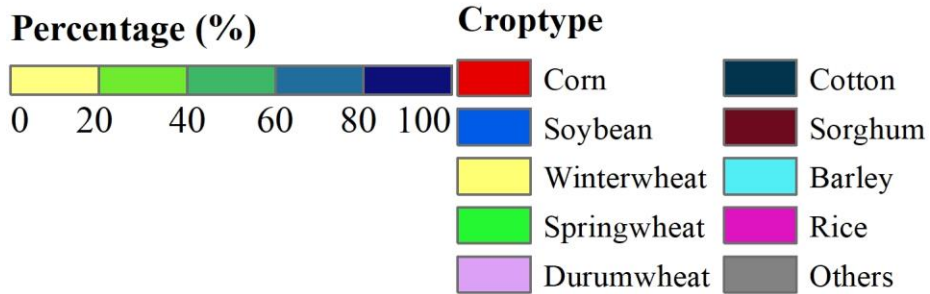 Percentage (%)
0 20 40 60 80 100
Croptype
Corn
Soybean
Winterwheat
Springwheat
Durumwheat
Cotton
Sorghum
Barley
Rice
Others